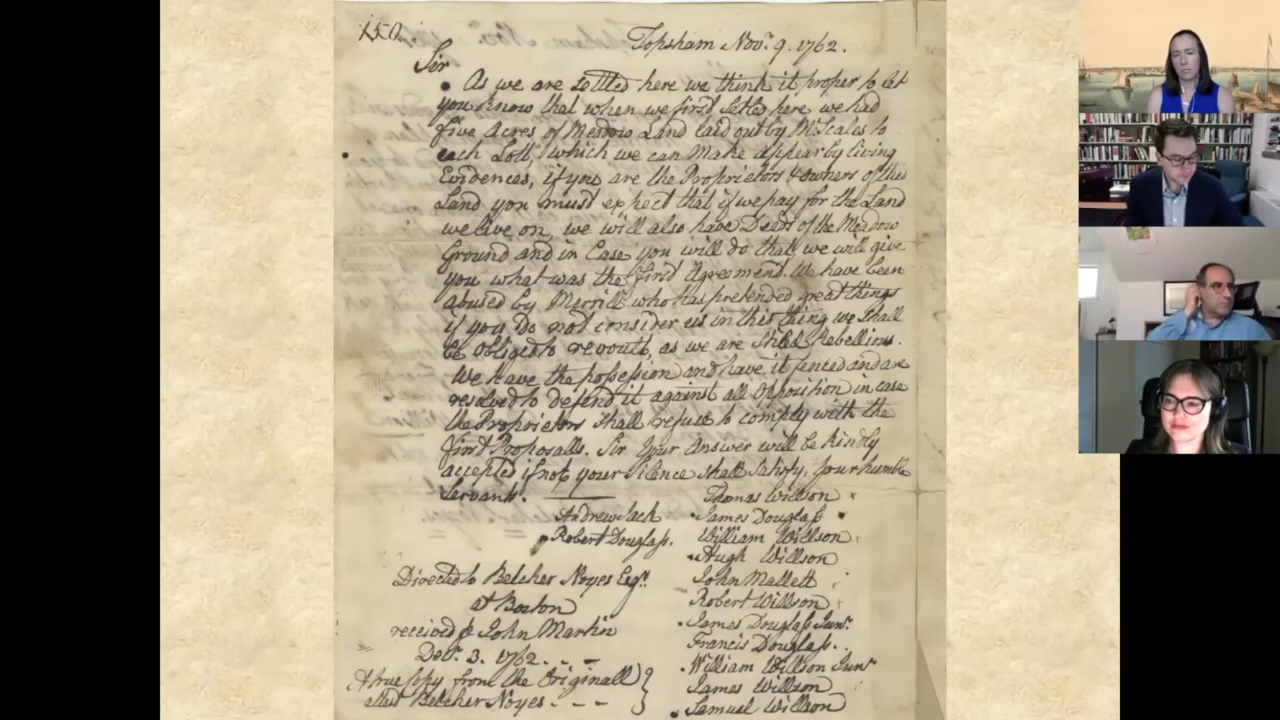 150.
Topsham Novr. 9. 1762.
Sir
As we are settled here we think it proper to let
you know that when we first settled here we had
five Acres of Meadow Land laid out by Mr Scales to
each Lott, which we can Make appear by living
Evidences, if you are the Proprietors & owners of this
Land you must expect that if we pay for the Land
we live on, we will also have Deeds of the Meadow
Ground and in Case you will do that, we will give
you what was the first Agreement. We have been
abused by Merrill who has pretended great things
if you do not consider us in this thing we shall
be obliged to revoult, as we are Stiled Rebellious.
We have the possession and have it fenced and are
resolved to defend it against all Opposition in case
the Proprietors shall refuse to comply with the
first Proposalls. Sir Your Answer will be kindly
accepted if not your Silence shall Satisfy, your humble
Servants.
Thomas Willson
Andrew Jack
James Douglass
Robert Douglass.
William Willson
Hugh Willson
John Mallett
Robert Willson
James Douglass Junr.
Francis Douglass.
William Willson Junr
James Willson
Samuel Willson
Directed to Belcher Noyes Esqr.
at Boston
received p John Martin
Decr. 3. 1762.
A true Copy from the Originall
attest Belcher Noyes